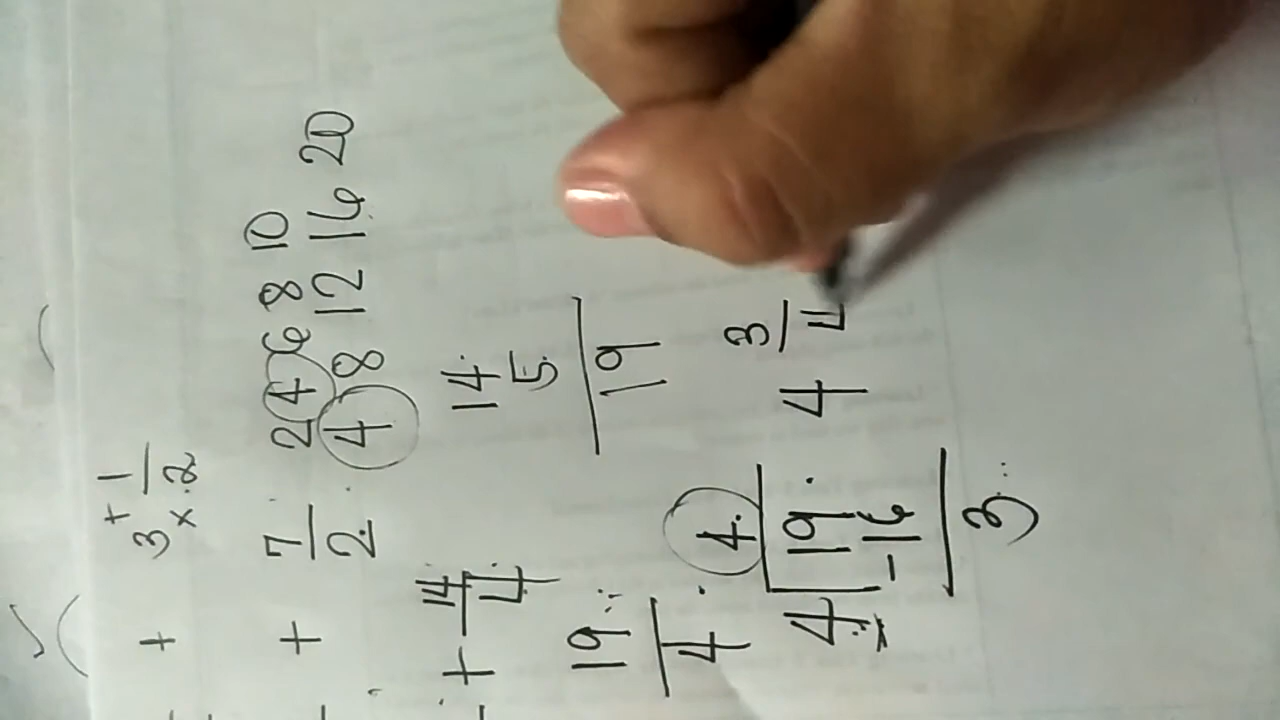 + 3 + 1
× 2
+ 7 2 4 6 8 10
2 4 8 12 16 20
+ 14 14
4 5
19 19
4
4 4 3
4 19 4
-16
3